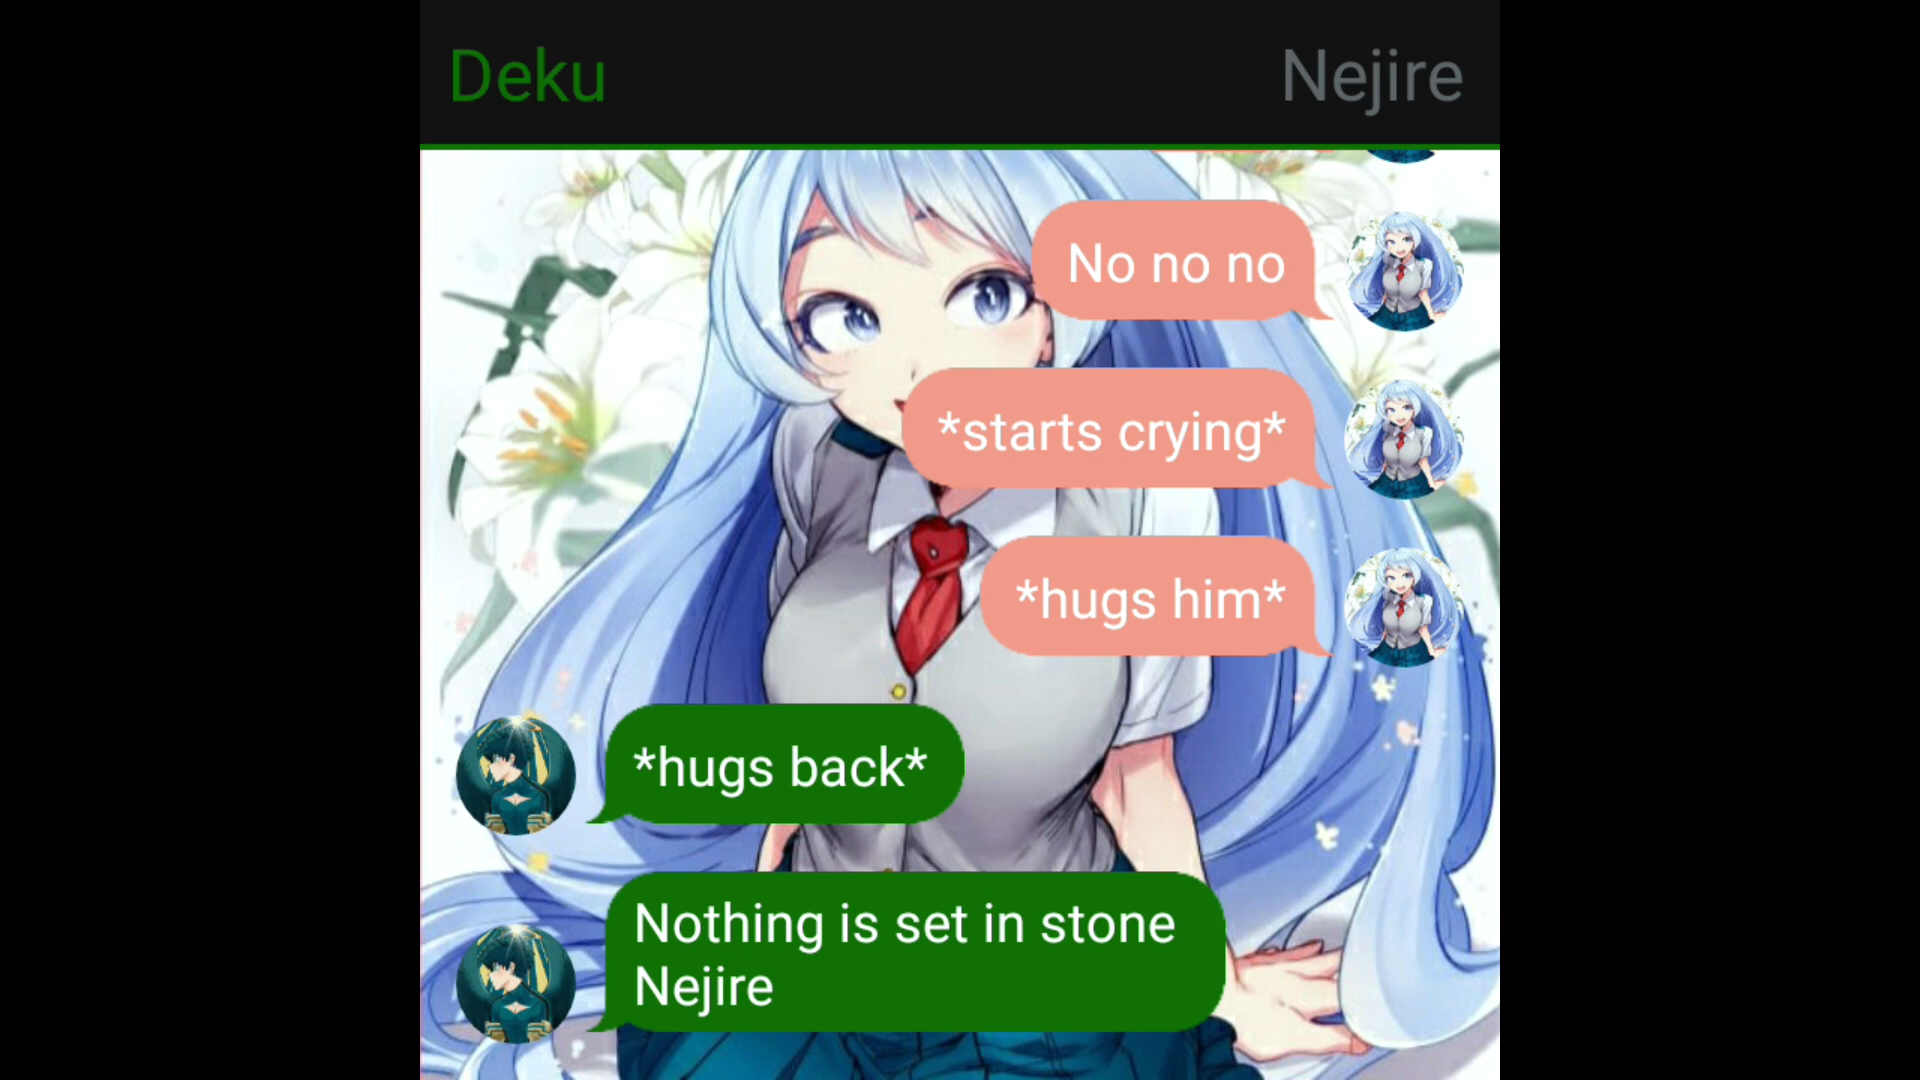 Deku
Nejire
No no no
*starts crying*
*hugs him*
*hugs back*
Nothing is set in stone
Nejire